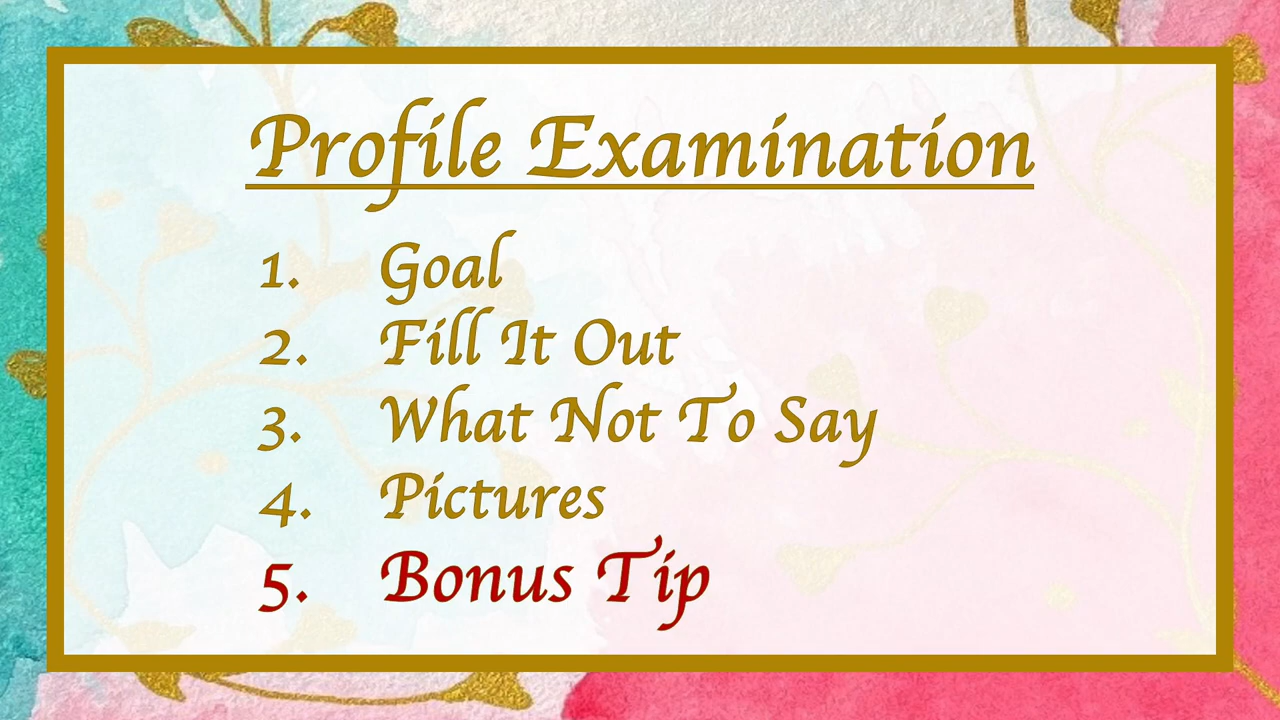 Profile Examination
1. Goal
2. Fill It Out
3. What Not To Say
4. Pictures
5. Bonus Tip